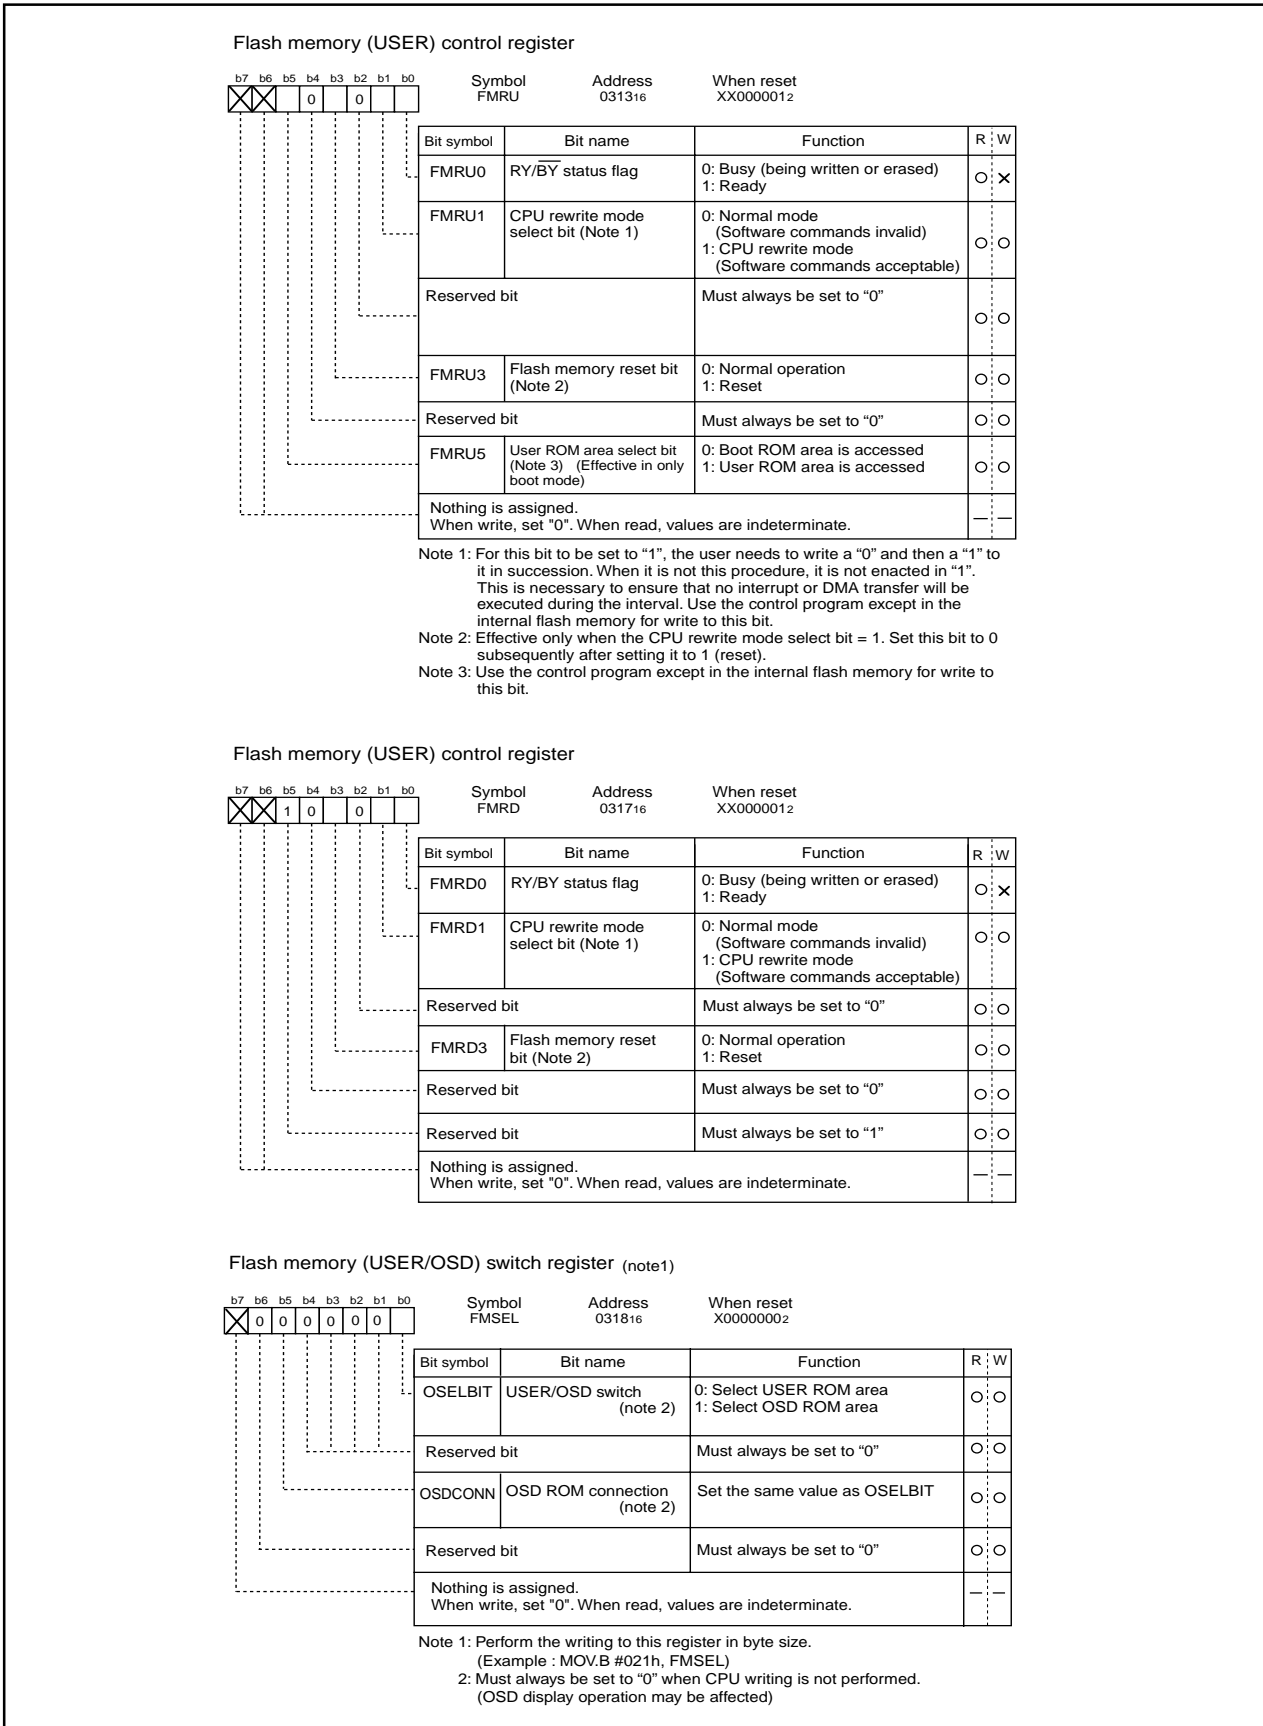 Flash memory (USER) control register
b7 b6 b5 b4 b3 b2 b1 b0
0 0
Symbol Address When reset
FMRU 031316 XX0000012
Bit symbol Bit name Function R W
FMRU0 RY/BY status flag 0: Busy (being written or erased)
1: Ready
FMRU1 CPU rewrite mode 0: Normal mode
select bit (Note 1) (Software commands invalid)
1: CPU rewrite mode
(Software commands acceptable)
Reserved bit Must always be set to “0”
FMRU3 Flash memory reset bit 0: Normal operation
(Note 2) 1: Reset
Reserved bit Must always be set to “0”
FMRU5 User ROM area select bit 0: Boot ROM area is accessed
(Note 3) (Effective in only 1: User ROM area is accessed
boot mode)
Nothing is assigned.
When write, set "0". When read, values are indeterminate.
Note 1: For this bit to be set to “1”, the user needs to write a “0” and then a “1” to
it in succession. When it is not this procedure, it is not enacted in “1”.
This is necessary to ensure that no interrupt or DMA transfer will be
executed during the interval. Use the control program except in the
internal flash memory for write to this bit.
Note 2: Effective only when the CPU rewrite mode select bit = 1. Set this bit to 0
subsequently after setting it to 1 (reset).
Note 3: Use the control program except in the internal flash memory for write to
this bit.
Flash memory (USER) control register
b7 b6 b5 b4 b3 b2 b1 b0
1 0 0
Symbol Address When reset
FMRD 031716 XX0000012
Bit symbol Bit name Function R W
FMRD0 RY/BY status flag 0: Busy (being written or erased)
1: Ready
FMRD1 CPU rewrite mode 0: Normal mode
select bit (Note 1) (Software commands invalid)
1: CPU rewrite mode
(Software commands acceptable)
Reserved bit Must always be set to “0”
FMRD3 Flash memory reset 0: Normal operation
bit (Note 2) 1: Reset
Reserved bit Must always be set to “0”
Reserved bit Must always be set to “1”
Nothing is assigned.
When write, set "0". When read, values are indeterminate.
Flash memory (USER/OSD) switch register (note1)
b7 b6 b5 b4 b3 b2 b1 b0
0 0 0 0 0 0
Symbol Address When reset
FMSEL 031816 X00000002
Bit symbol Bit name Function R W
OSELBIT USER/OSD switch 0: Select USER ROM area
(note 2) 1: Select OSD ROM area
Reserved bit Must always be set to “0”
OSDCONN OSD ROM connection Set the same value as OSELBIT
(note 2)
Reserved bit Must always be set to “0”
Nothing is assigned.
When write, set "0". When read, values are indeterminate.
Note 1: Perform the writing to this register in byte size.
(Example : MOV.B #021h, FMSEL)
2: Must always be set to “0” when CPU writing is not performed.
(OSD display operation may be affected)